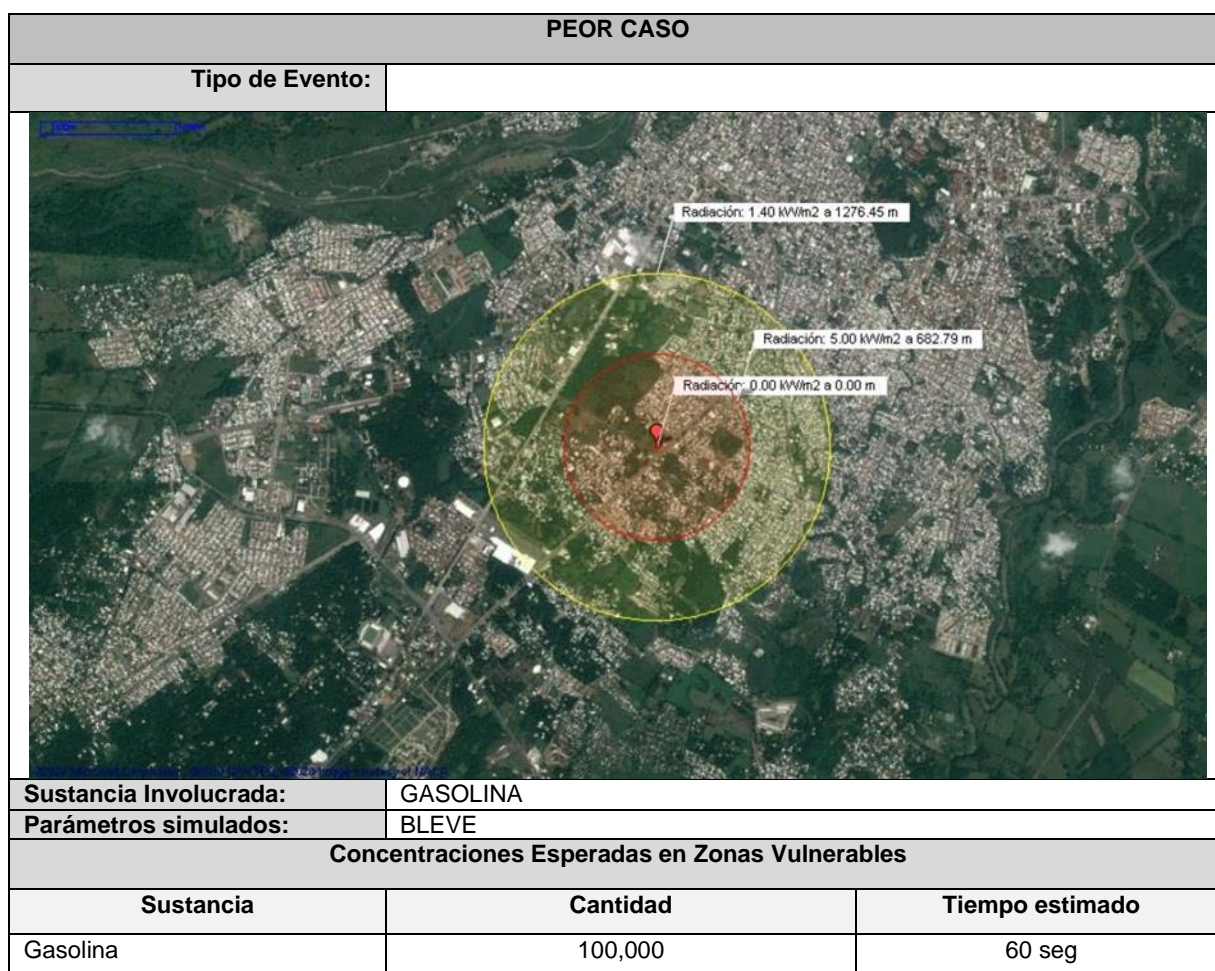 PEOR CASO
Tipo de Evento:
Radiación: 1.40 kW/m2 a 1276.45 m
Radiación: 5.00 kW/m2 a 682.79 m
Radiación: 0.00 kW/m2 a 0.00 m
Sustancia Involucrada: GASOLINA
Parámetros simulados: BLEVE
Concentraciones Esperadas en Zonas Vulnerables
Sustancia Cantidad Tiempo estimado
Gasolina 100,000 60 seg